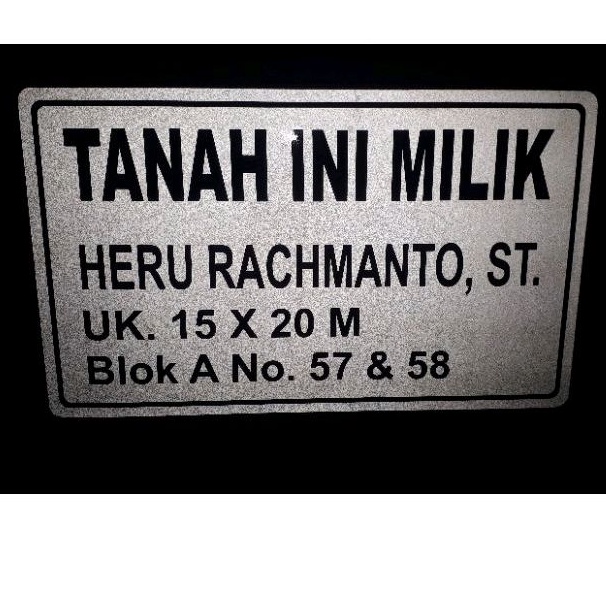 TANAH INI MILIK
HERU RACHMANTO, ST.
UK. 15 X 20 M
Blok A No. 57 & 58